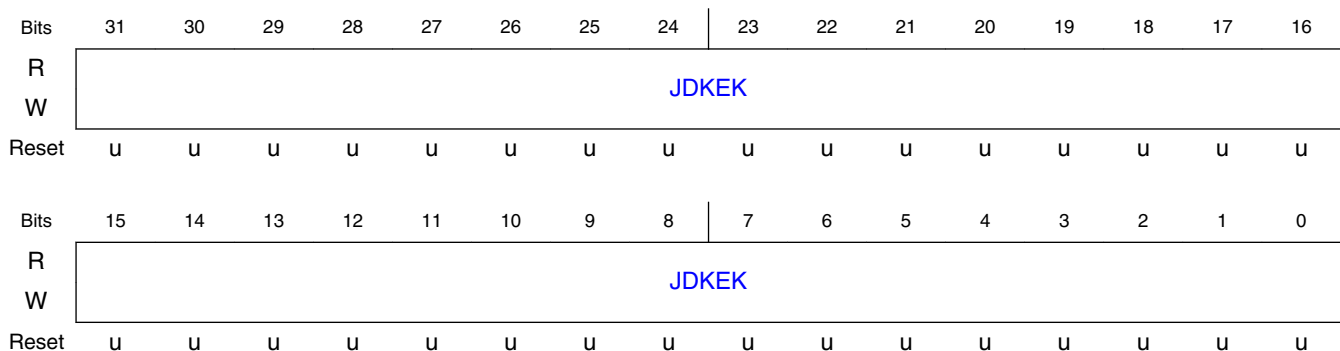 Bits 31 30 29 28 27 26 25 24 23 22 21 20 19 18 17 16
R
JDKEK
W
Reset u u u u u u u u u u u u u u u u
Bits 15 14 13 12 11 10 9 8 7 6 5 4 3 2 1 0
R
JDKEK
W
Reset u u u u u u u u u u u u u u u u